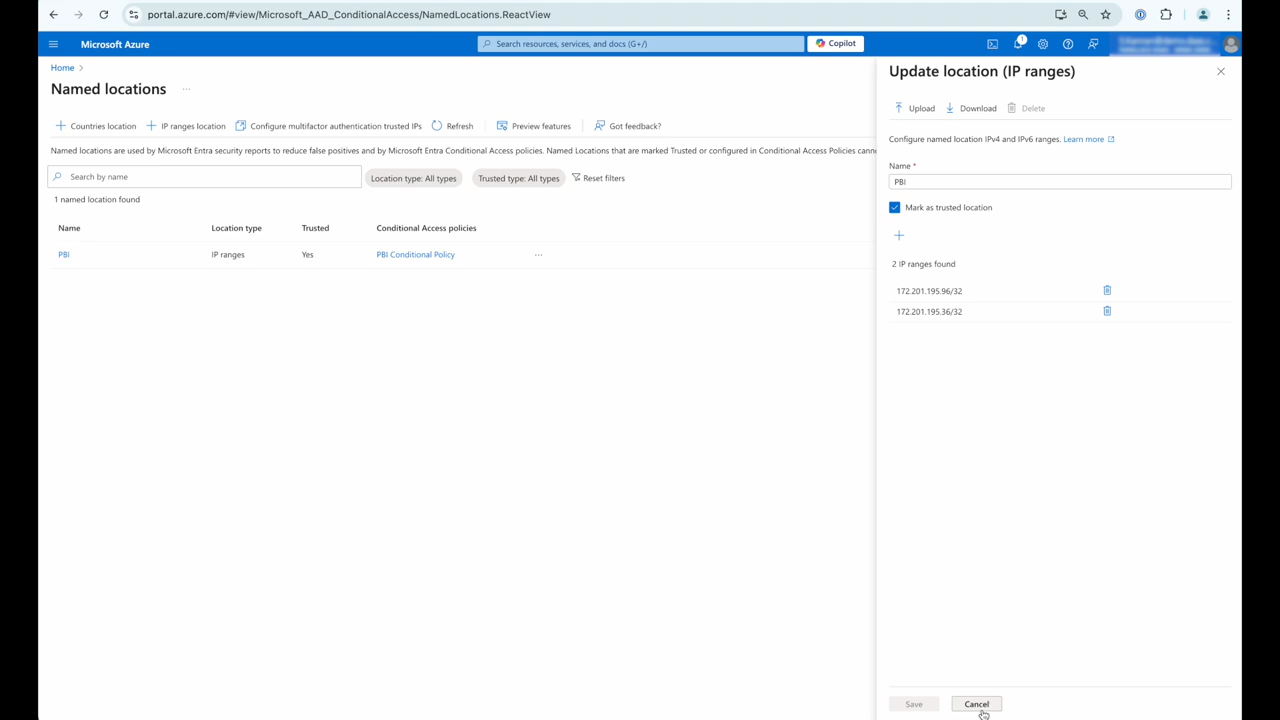 portal.azure.com/#view/Microsoft_AAD_ConditionalAccess/NamedLocations.ReactView
Microsoft Azure
Search resources, services, and docs (G+/)
Copilot
1
Home >
Named locations
...
+ Countries location
+ IP ranges location
Configure multifactor authentication trusted IPs
Refresh
Preview features
Got feedback?
Named locations are used by Microsoft Entra security reports to reduce false positives and by Microsoft Entra Conditional Access policies. Named Locations that are marked Trusted or configured in Conditional Access Policies cannc
Search by name
Location type: All types
Trusted type: All types
Reset filters
1 named location found
Name Location type Trusted Conditional Access policies
PBI IP ranges Yes PBI Conditional Policy ...
Update location (IP ranges)
Upload Download Delete
Configure named location IPv4 and IPv6 ranges. Learn more
Name *
PBI
Mark as trusted location
+
2 IP ranges found
172.201.195.96/32
172.201.195.36/32
Save Cancel